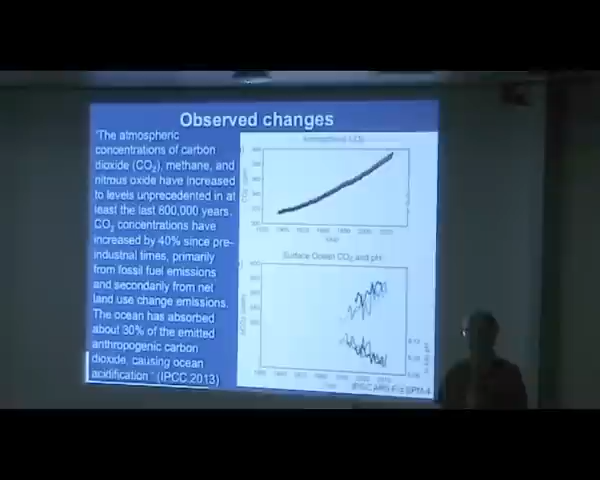 Observed changes
'The atmospheric
concentrations of carbon
dioxide (CO2), methane, and
nitrous oxide have increased
to levels unprecedented in at
least the last 800,000 years.
CO2 concentrations have
increased by 40% since pre-
industrial times, primarily
from fossil fuel emissions
and secondarily from net
land use change emissions.
The ocean has absorbed
about 30% of the emitted
anthropogenic carbon
dioxide, causing ocean
acidification.' (IPCC 2013)
Atmospheric CO2
Year
Surface Ocean CO2 and pH